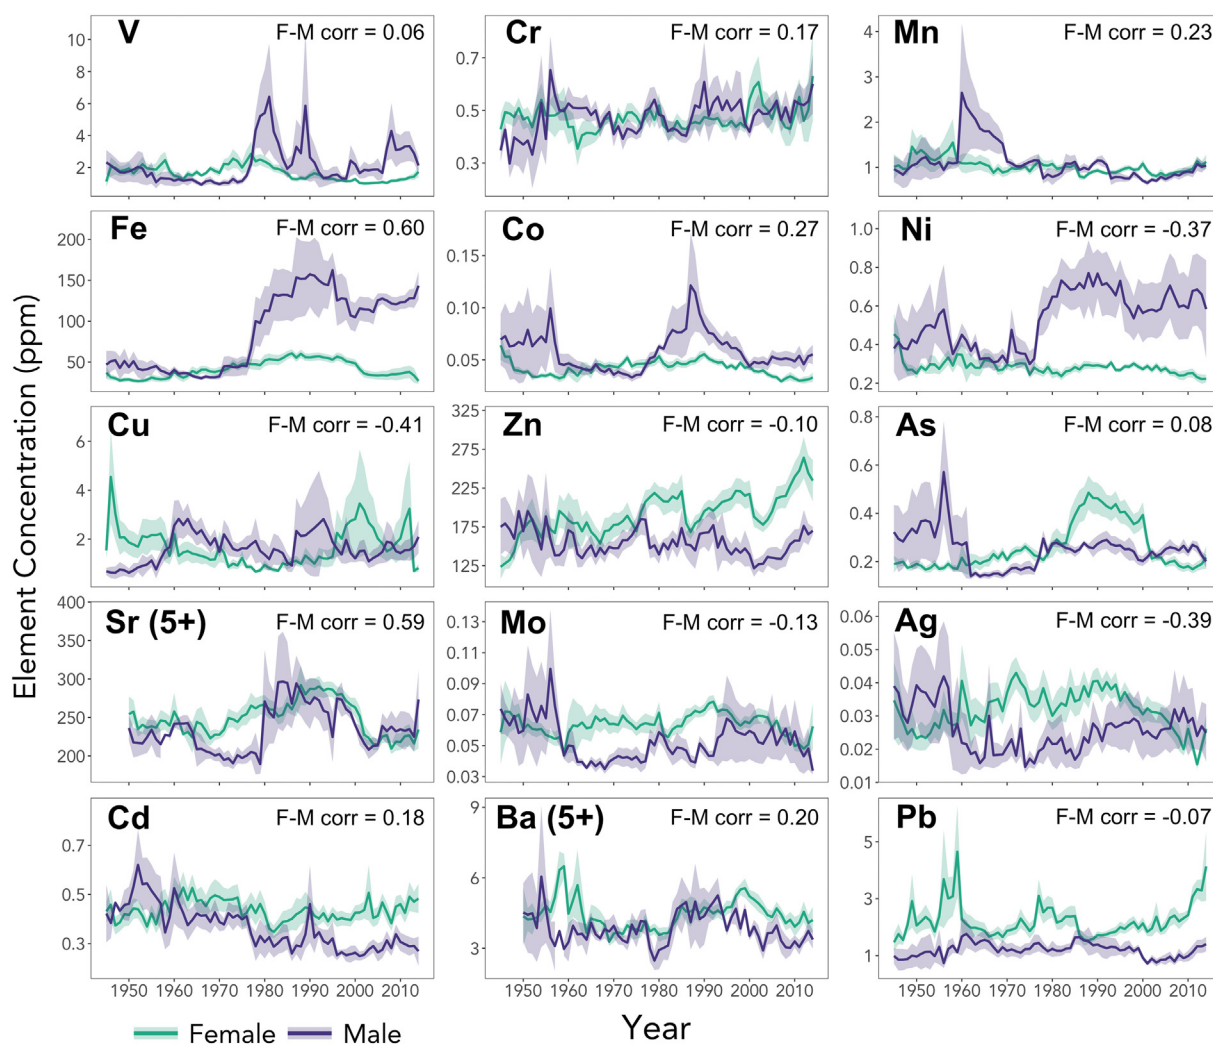 V F-M corr = 0.06
10
8
6
4
2
Cr F-M corr = 0.17
0.7
0.5
0.3
Mn F-M corr = 0.23
4
3
2
1
Fe F-M corr = 0.60
200
150
100
50
Co F-M corr = 0.27
0.15
0.10
0.05
Ni F-M corr = -0.37
1.0
0.8
0.6
0.4
0.2
Cu F-M corr = -0.41
6
4
2
Zn F-M corr = -0.10
325
275
225
175
125
As F-M corr = 0.08
0.8
0.6
0.4
0.2
Sr (5+) F-M corr = 0.59
400
350
300
250
200
Mo F-M corr = -0.13
0.13
0.11
0.09
0.07
0.05
0.03
Ag F-M corr = -0.39
0.06
0.05
0.04
0.03
0.02
0.01
Cd F-M corr = 0.18
0.7
0.5
0.3
Ba (5+) F-M corr = 0.20
9
6
3
Pb F-M corr = -0.07
5
3
1
1950 1960 1970 1980 1990 2000 2010
1950 1960 1970 1980 1990 2000 2010
1950 1960 1970 1980 1990 2000 2010
Element Concentration (ppm)
Year
Female Male